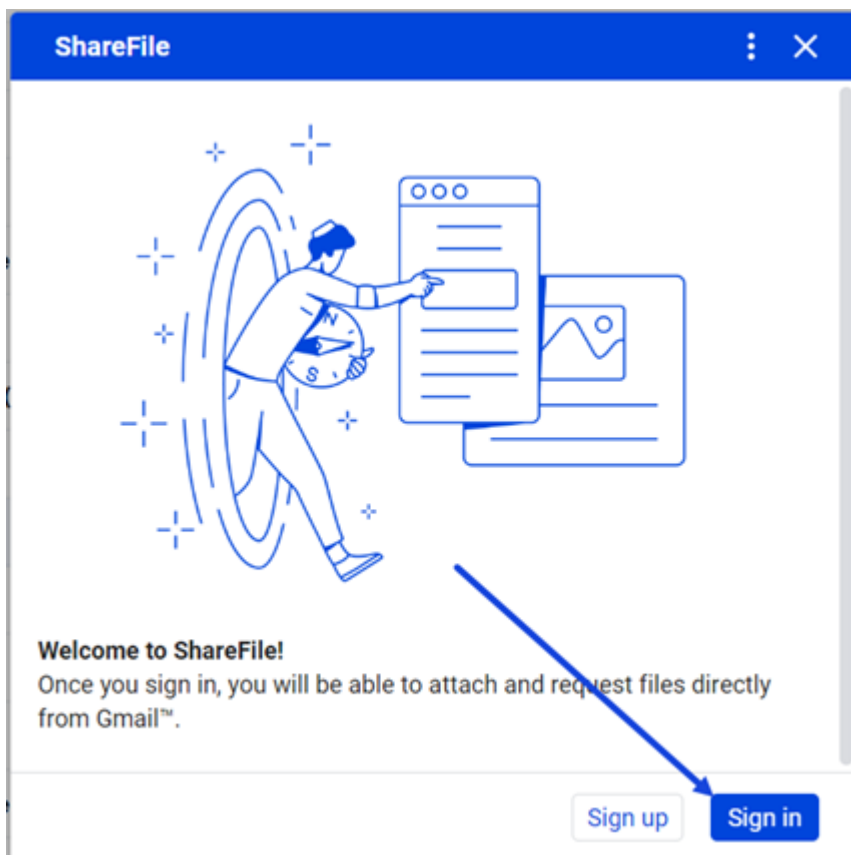 ShareFile
N
S
Welcome to ShareFile!
Once you sign in, you will be able to attach and request files directly
from Gmail™.
Sign up
Sign in